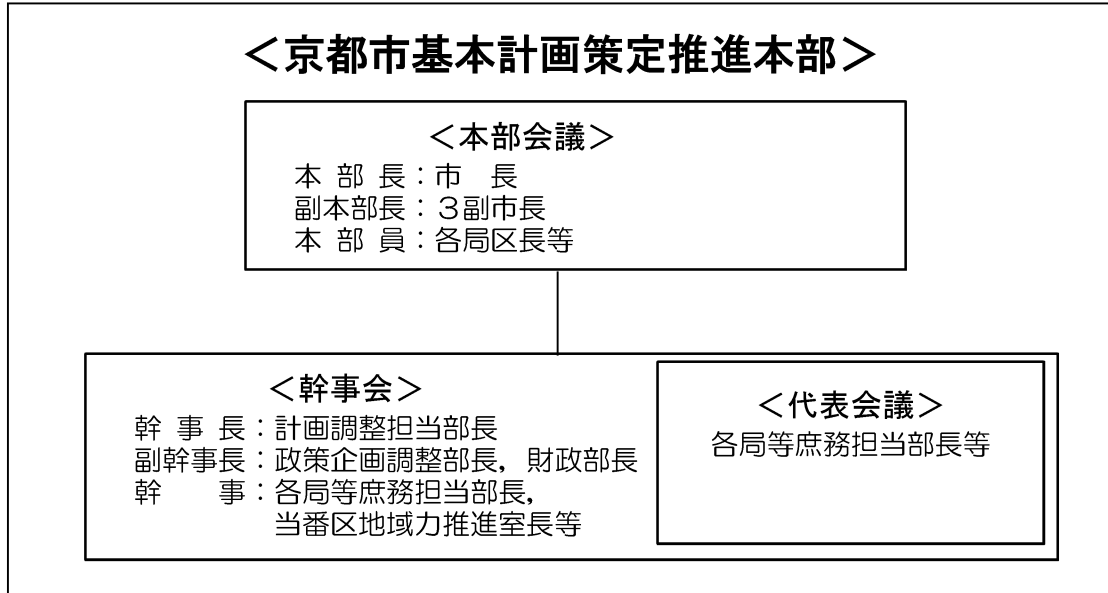 ＜京都市基本計画策定推進本部＞
＜本部会議＞
本 部 長：市　長
副本部長：３副市長
本 部 員：各局区長等
＜幹事会＞
幹 事 長：計画調整担当部長
副幹事長：政策企画調整部長，財政部長
幹　　事：各局等庶務担当部長，
当番区地域力推進室長等
＜代表会議＞
各局等庶務担当部長等